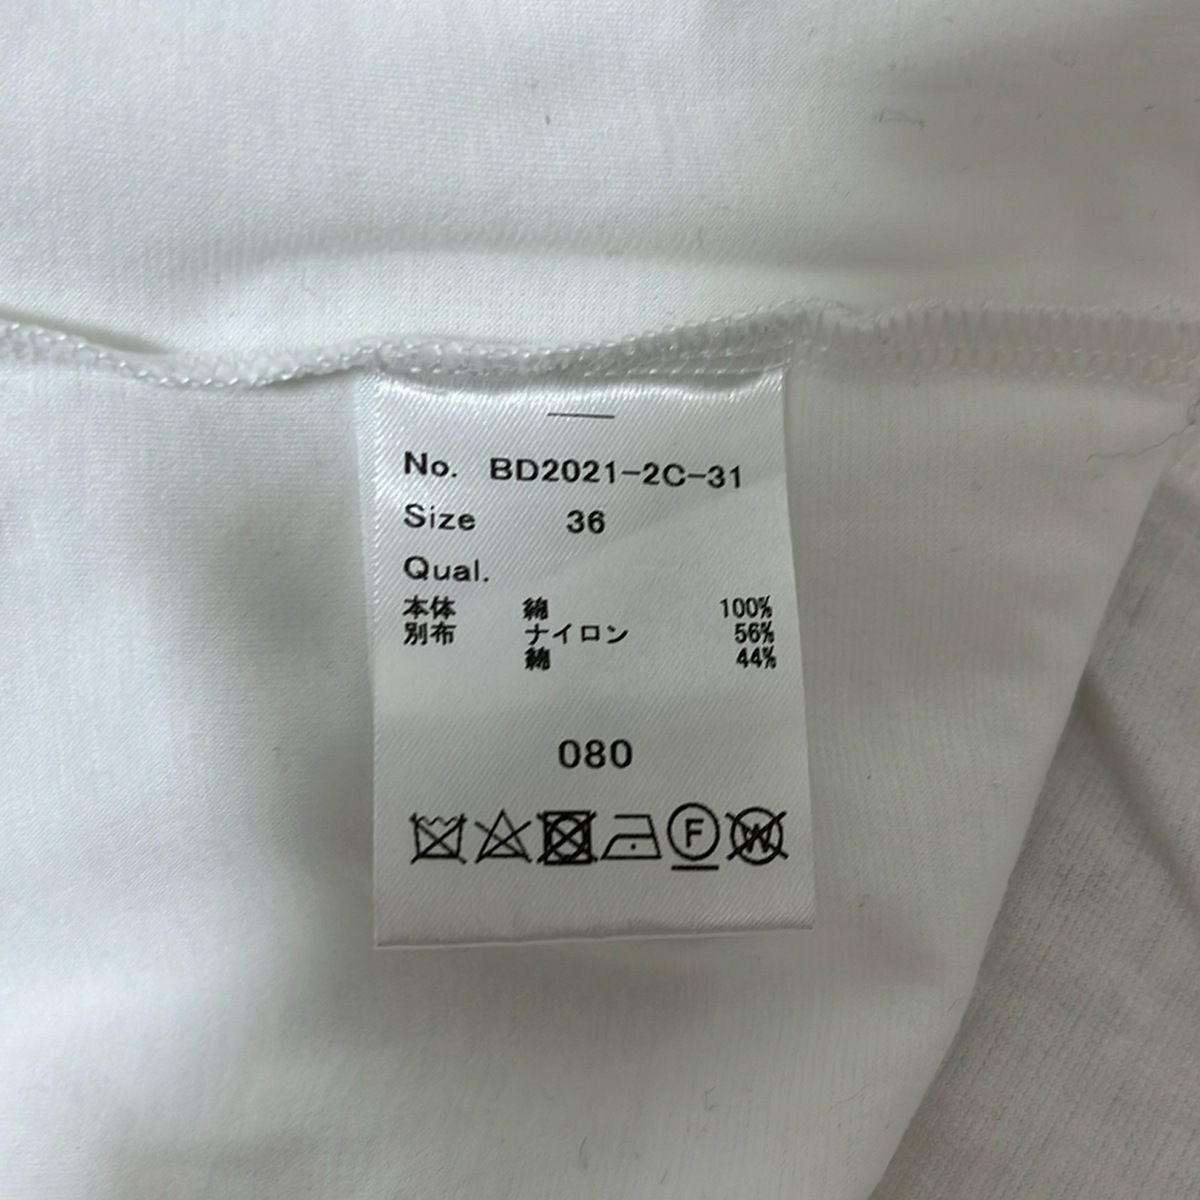 No. BD2021-2C-31
Size 36
Qual.
本体 綿 100%
別布 ナイロン 56%
綿 44%
080
F W